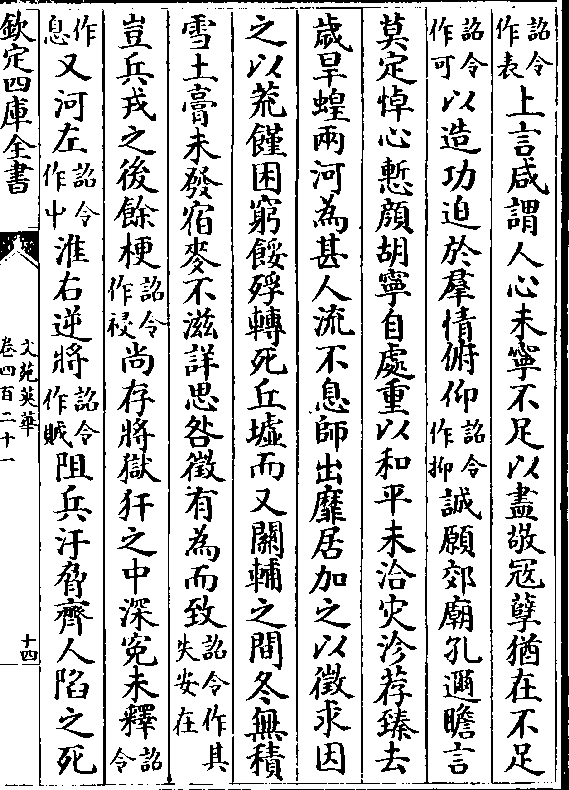 詔令作表上言咸謂人心未寧不足以盡敬冦孽猶在不足
詔令作可以造功迫於羣情俯仰詔令作抑誠願郊廟孔邇瞻言
莫定悼心慙顔胡寧自處重以和平未洽灾沴荐臻去
歲旱蝗兩河為甚人流不息師出靡居加之以徵求因
之以荒饉困窮餒殍轉死丘墟而又關輔之間冬無積
雪土膏未發宿麥不滋詳思咎徵有為而致詔令作其失安在
豈兵戎之後餘梗詔令作祲尚存將獄犴之中深寃未釋詔令
作息又河左詔令作中淮右逆將詔令作賊阻兵汙脅齊人陷之死
欽定四庫全書
文苑英華
卷四百二十一
十四